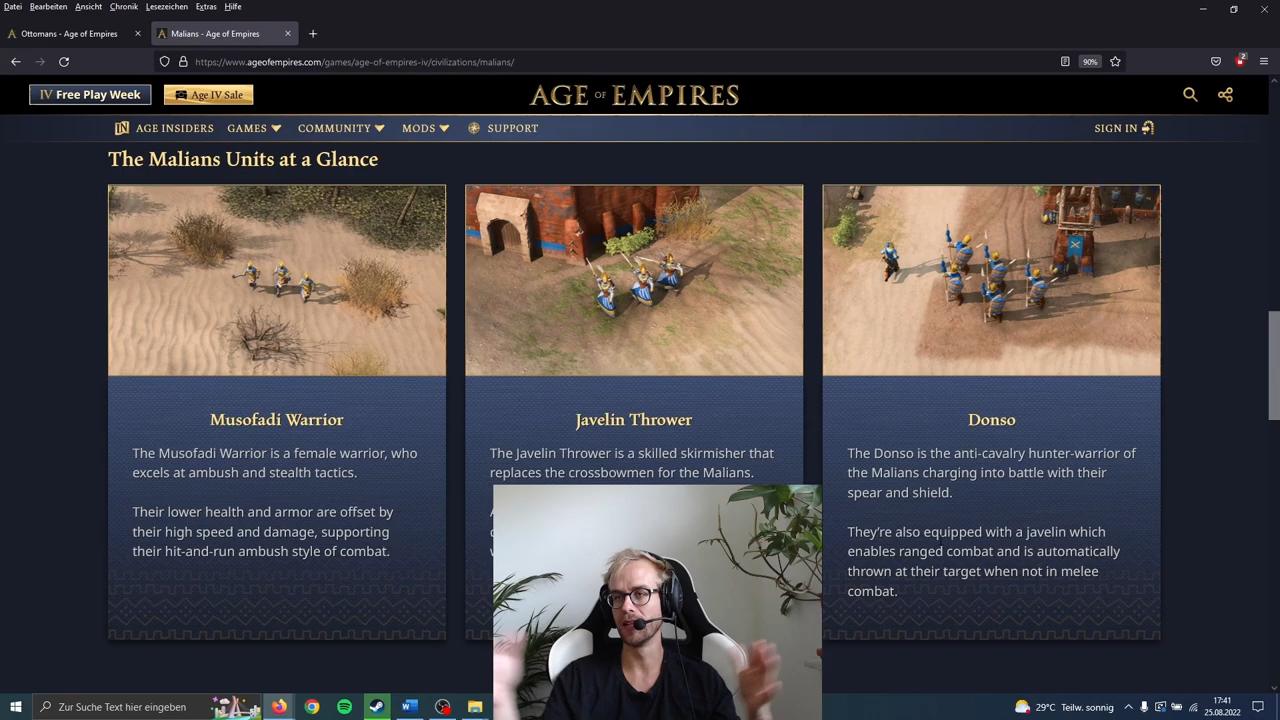 Datei Bearbeiten Ansicht Chronik Lesezeichen Extras Hilfe
Ottomans - Age of Empires
Malians - Age of Empires
https://www.ageofempires.com/games/age-of-empires-iv/civilizations/malians/
90%
2
IV Free Play Week
Age IV Sale
AGE OF EMPIRES
IN AGE INSIDERS GAMES COMMUNITY MODS SUPPORT
SIGN IN
The Malians Units at a Glance
Musofadi Warrior
The Musofadi Warrior is a female warrior, who
excels at ambush and stealth tactics.
Their lower health and armor are offset by
their high speed and damage, supporting
their hit-and-run ambush style of combat.
Javelin Thrower
The Javelin Thrower is a skilled skirmisher that
replaces the crossbowmen for the Malians.
Donso
The Donso is the anti-cavalry hunter-warrior of
the Malians charging into battle with their
spear and shield.
They're also equipped with a javelin which
enables ranged combat and is automatically
thrown at their target when not in melee
combat.
Zur Suche Text hier eingeben
29°C Teilw. sonnig
17:41
25.08.2022